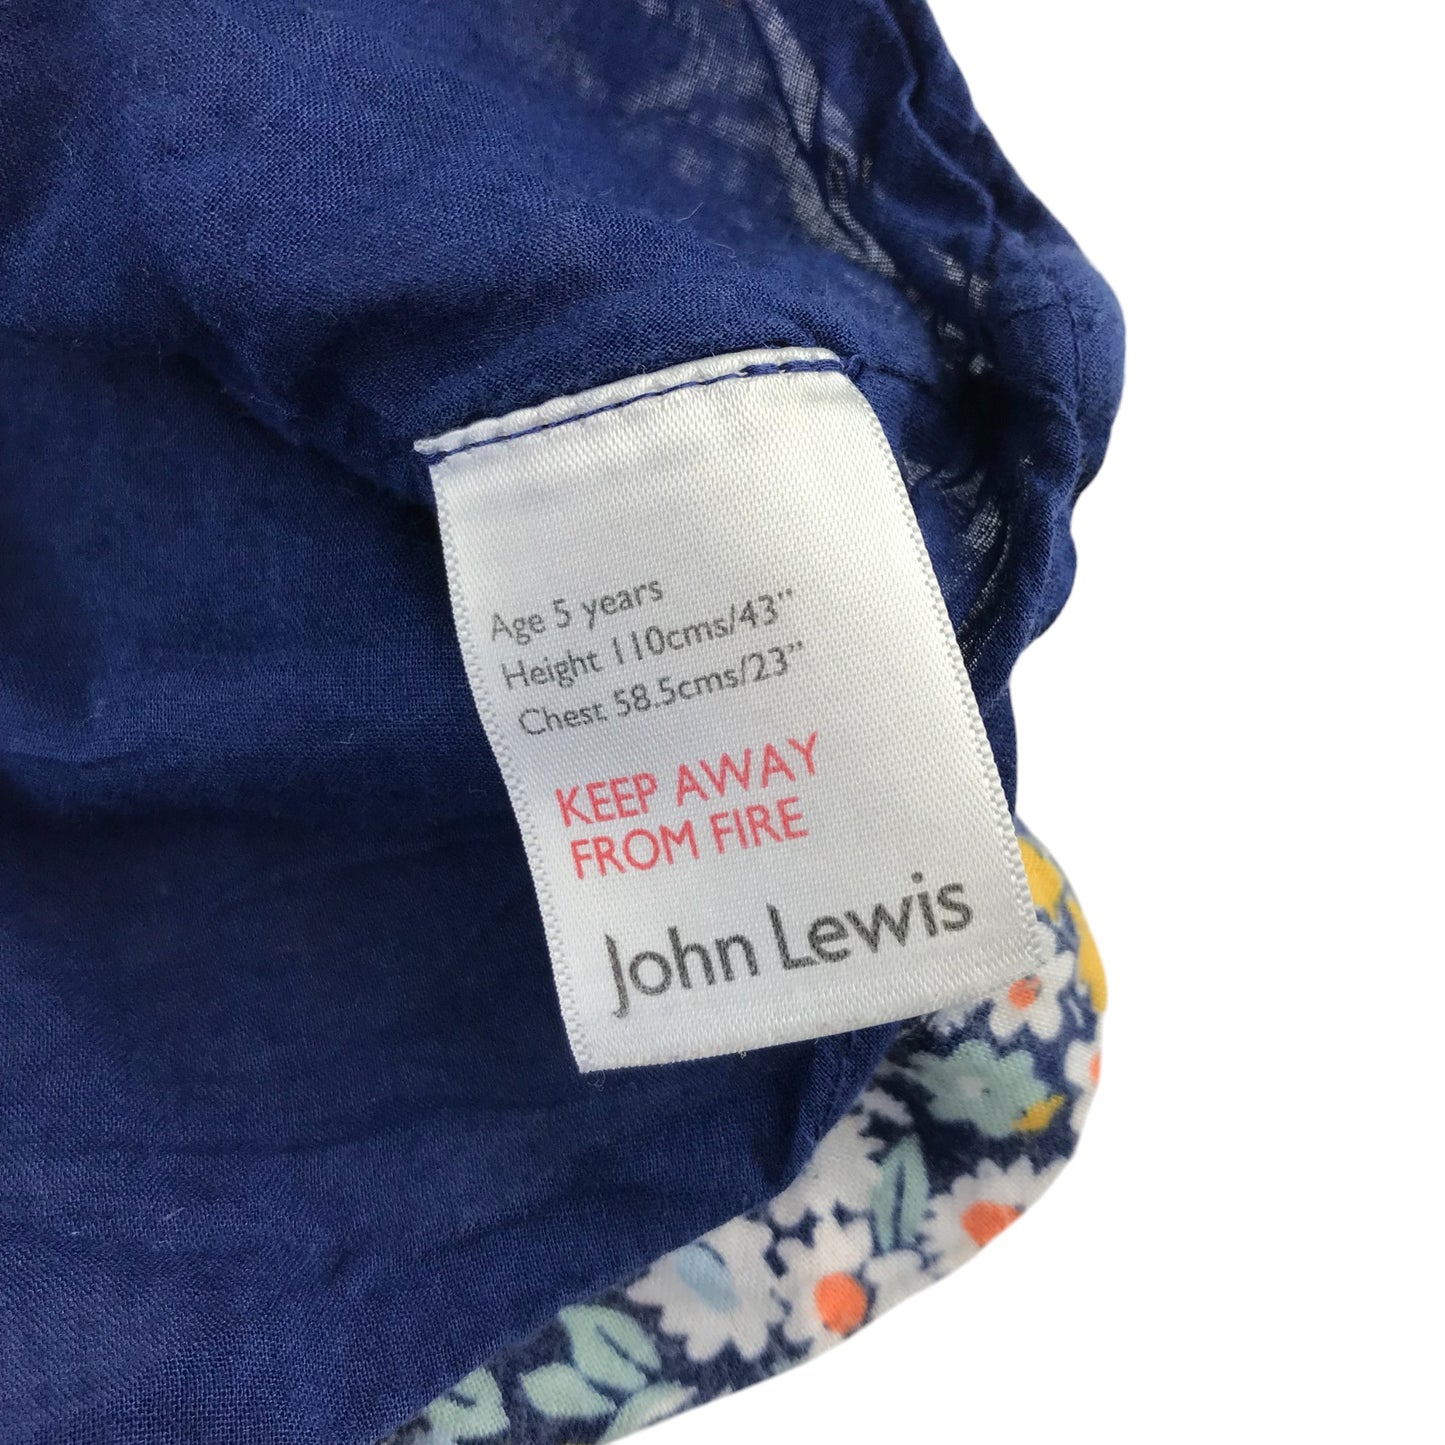 Age 5 years
Height 110cms/43"
Chest 58.5cms/23"
KEEP AWAY
FROM FIRE
John Lewis